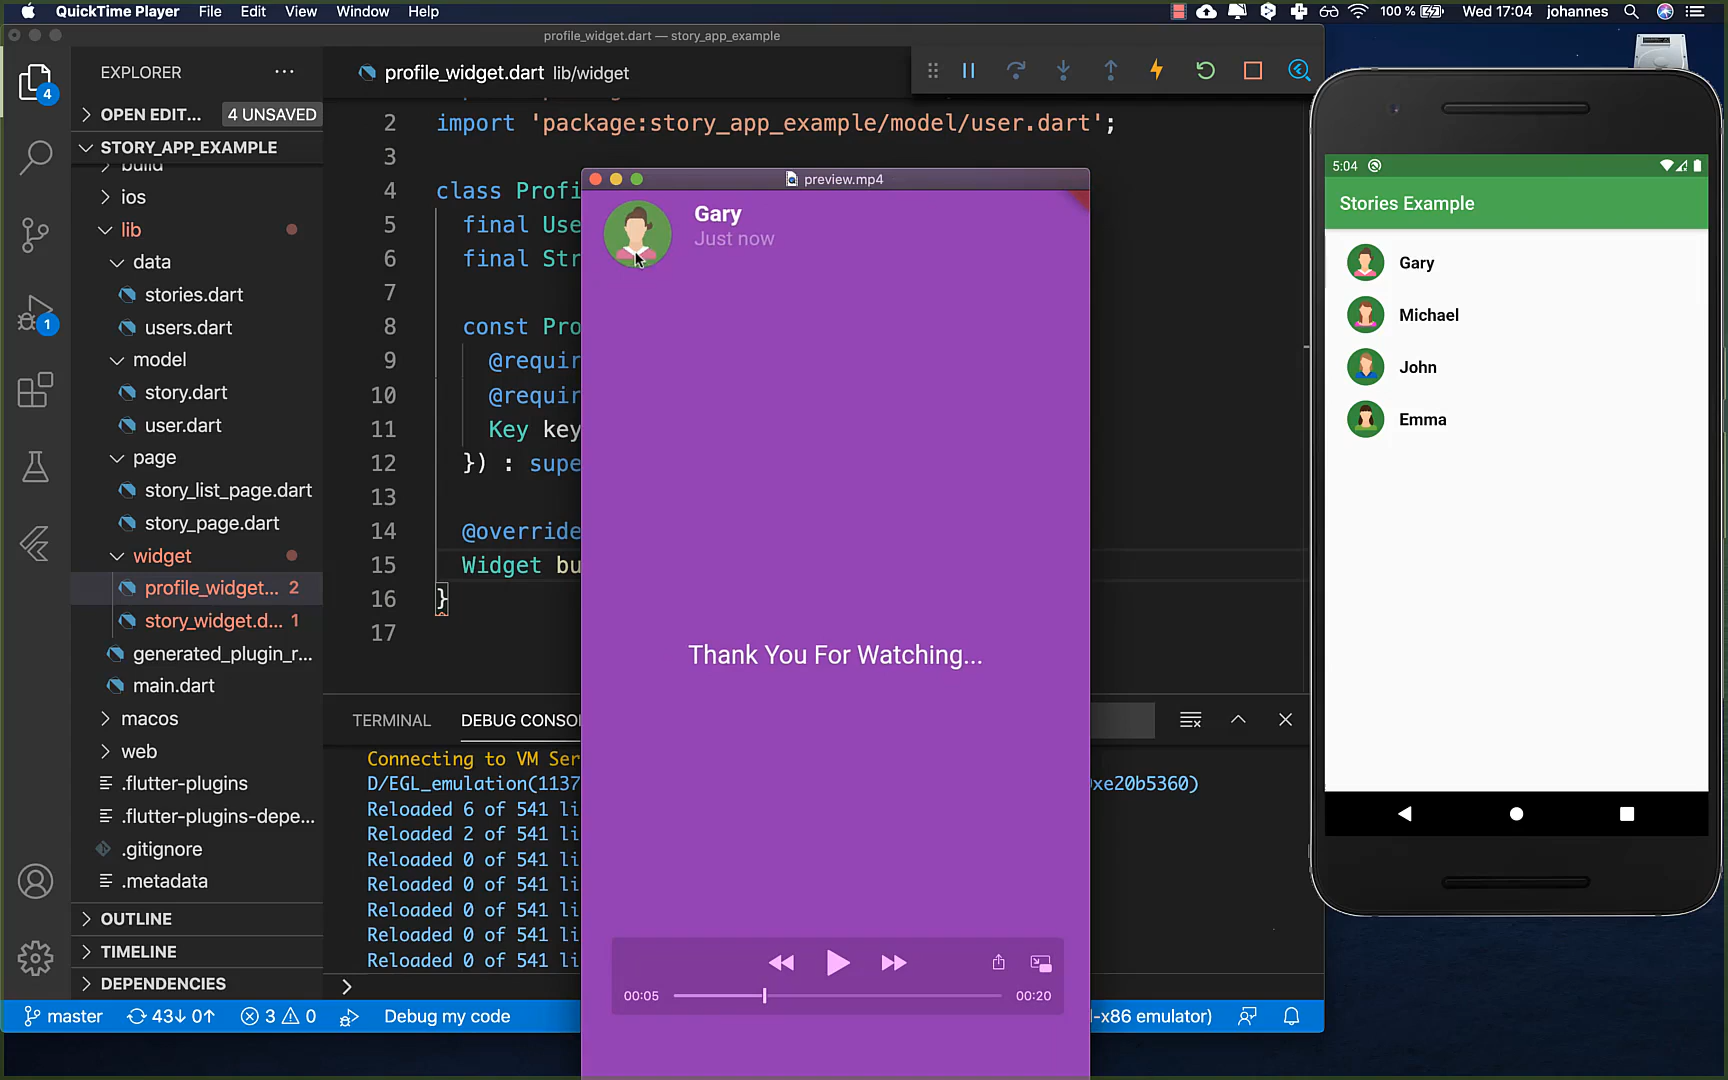 QuickTime Player File Edit View Window Help
100 % Wed 17:04 johannes
profile_widget.dart — story_app_example
4
1
EXPLORER
OPEN EDIT... 4 UNSAVED
STORY_APP_EXAMPLE
build
ios
lib
data
stories.dart
users.dart
model
story.dart
user.dart
page
story_list_page.dart
story_page.dart
widget
profile_widget... 2
story_widget.d... 1
generated_plugin_r...
main.dart
macos
web
.flutter-plugins
.flutter-plugins-depe...
.gitignore
.metadata
OUTLINE
TIMELINE
DEPENDENCIES
profile_widget.dart lib/widget
2 import 'package:story_app_example/model/user.dart';
3
4 class Profi
5 final Use
6 final Str
7
8 const Pro
9 @requir
10 @requir
11 Key key
12 }) : supe
13
14 @override
15 Widget bu
16 }
17
TERMINAL DEBUG CONSO
Connecting to VM Ser
D/EGL_emulation(1137 xe20b5360)
Reloaded 6 of 541 li
Reloaded 2 of 541 li
Reloaded 0 of 541 li
Reloaded 0 of 541 li
Reloaded 0 of 541 li
Reloaded 0 of 541 li
Reloaded 0 of 541 li
master 43↓ 0↑ 3 0 Debug my code -x86 emulator)
preview.mp4
Gary
Just now
Thank You For Watching...
00:05 00:20
5:04
Stories Example
Gary
Michael
John
Emma